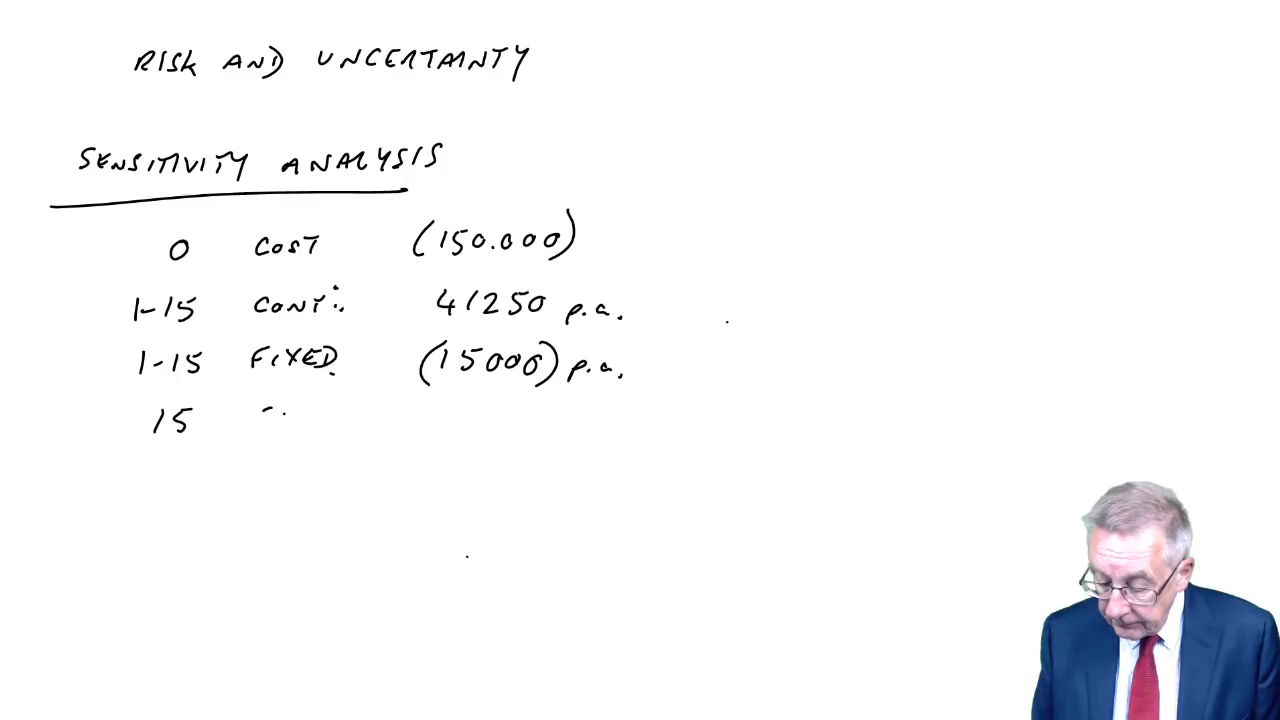 RISK AND UNCERTAINTY
SENSITIVITY ANALYSIS
0 COST (150.000)
1-15 CONT:. 41250 p.a.
1-15 FIXED. (15000) p.a.
15